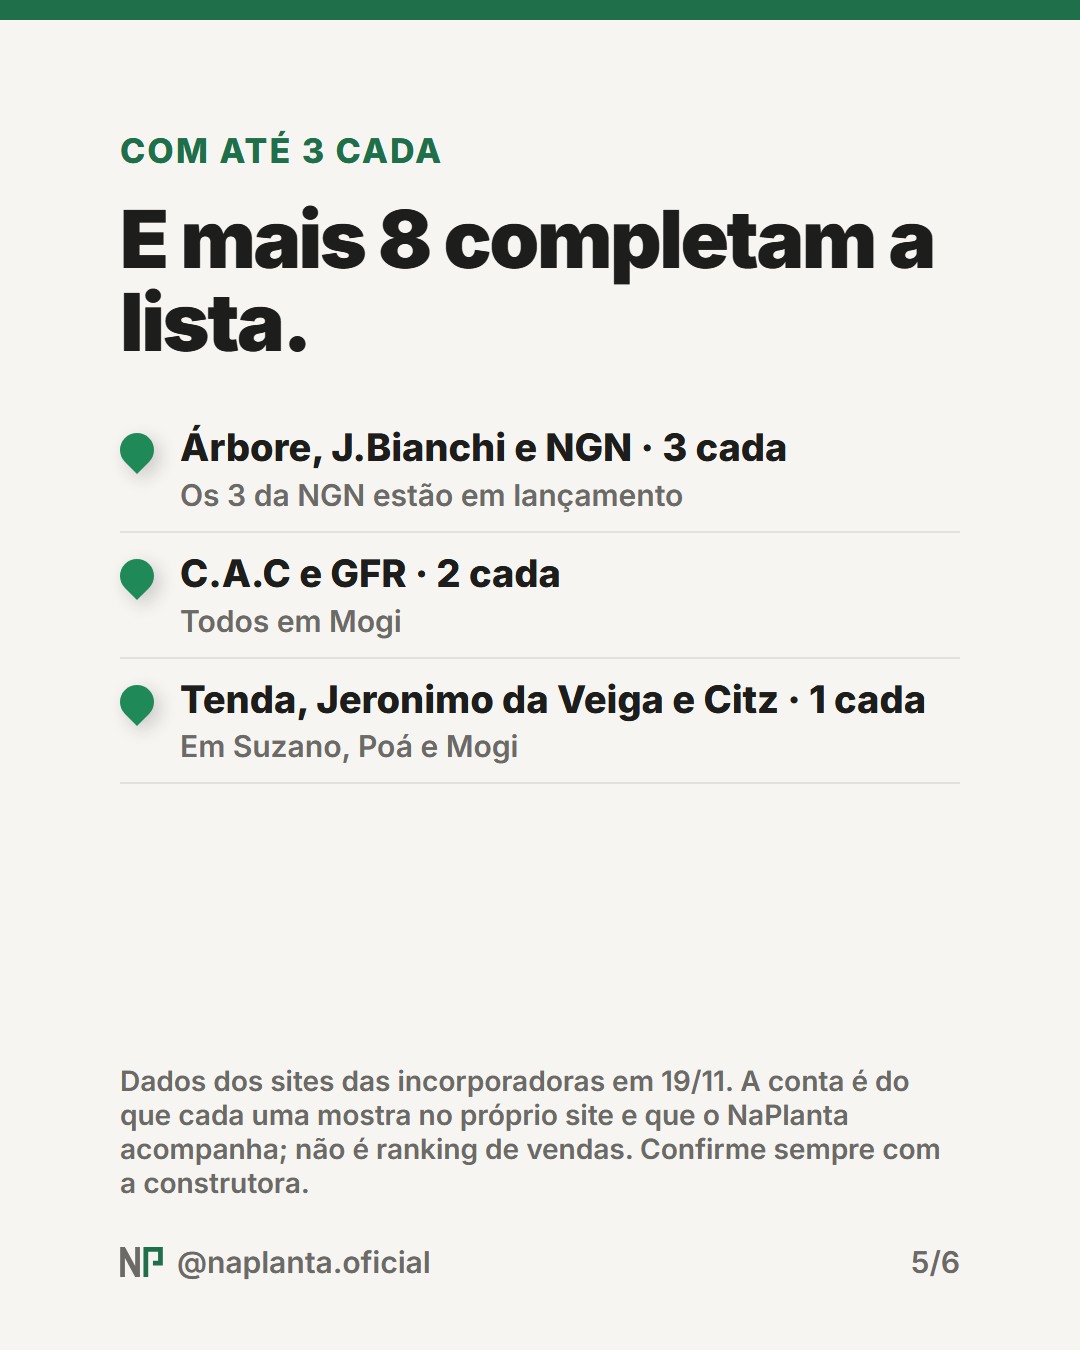 COM ATÉ 3 CADA
E mais 8 completam a
lista.
Árbore, J.Bianchi e NGN · 3 cada
Os 3 da NGN estão em lançamento
C.A.C e GFR · 2 cada
Todos em Mogi
Tenda, Jeronimo da Veiga e Citz · 1 cada
Em Suzano, Poá e Mogi
Dados dos sites das incorporadoras em 19/11. A conta é do
que cada uma mostra no próprio site e que o NaPlanta
acompanha; não é ranking de vendas. Confirme sempre com
a construtora.
NP @naplanta.oficial 5/6